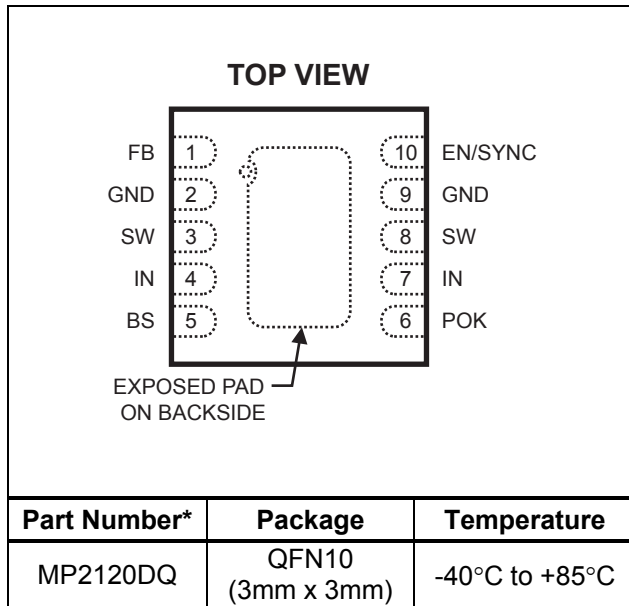 TOP VIEW
FB 1 10 EN/SYNC
GND 2 9 GND
SW 3 8 SW
IN 4 7 IN
BS 5 6 POK
EXPOSED PAD
ON BACKSIDE
Part Number* Package Temperature
MP2120DQ QFN10 (3mm x 3mm) -40°C to +85°C